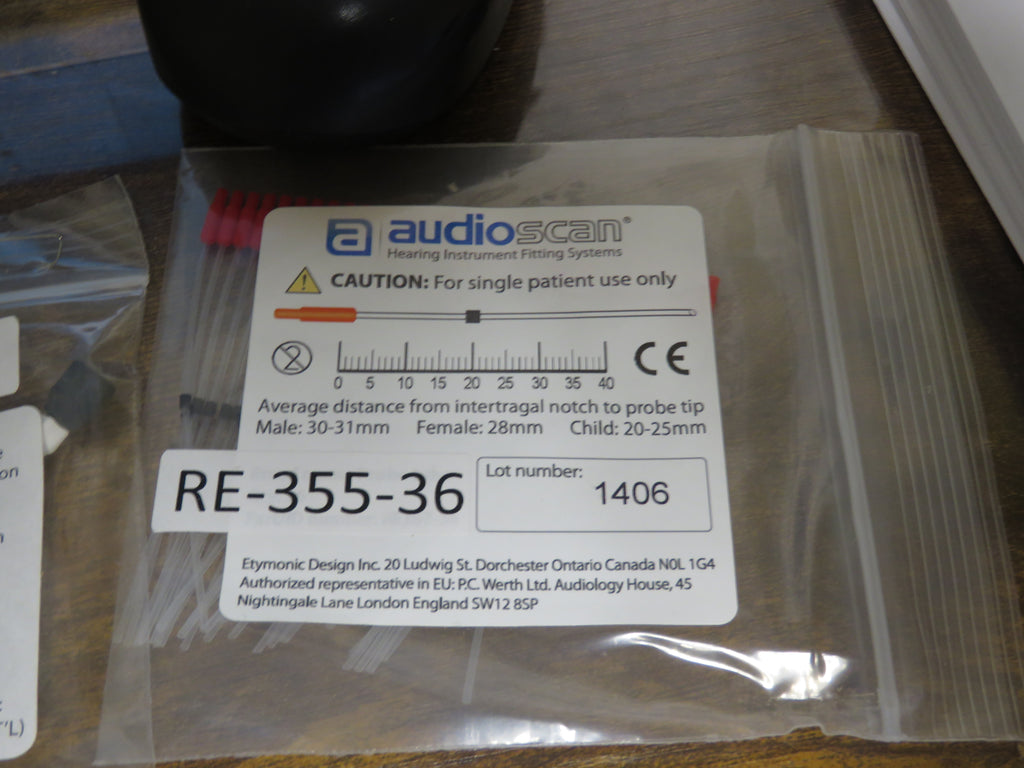 a audioscan®
Hearing Instrument Fitting Systems
CAUTION: For single patient use only
2
0 5 10 15 20 25 30 35 40
CE
Average distance from intertragal notch to probe tip
Male: 30-31mm Female: 28mm Child: 20-25mm
RE-355-36
Lot number:
1406
Etymonic Design Inc. 20 Ludwig St. Dorchester Ontario Canada N0L 1G4
Authorized representative in EU: P.C. Werth Ltd. Audiology House, 45
Nightingale Lane London England SW12 8SP
e
on
n
T'L)